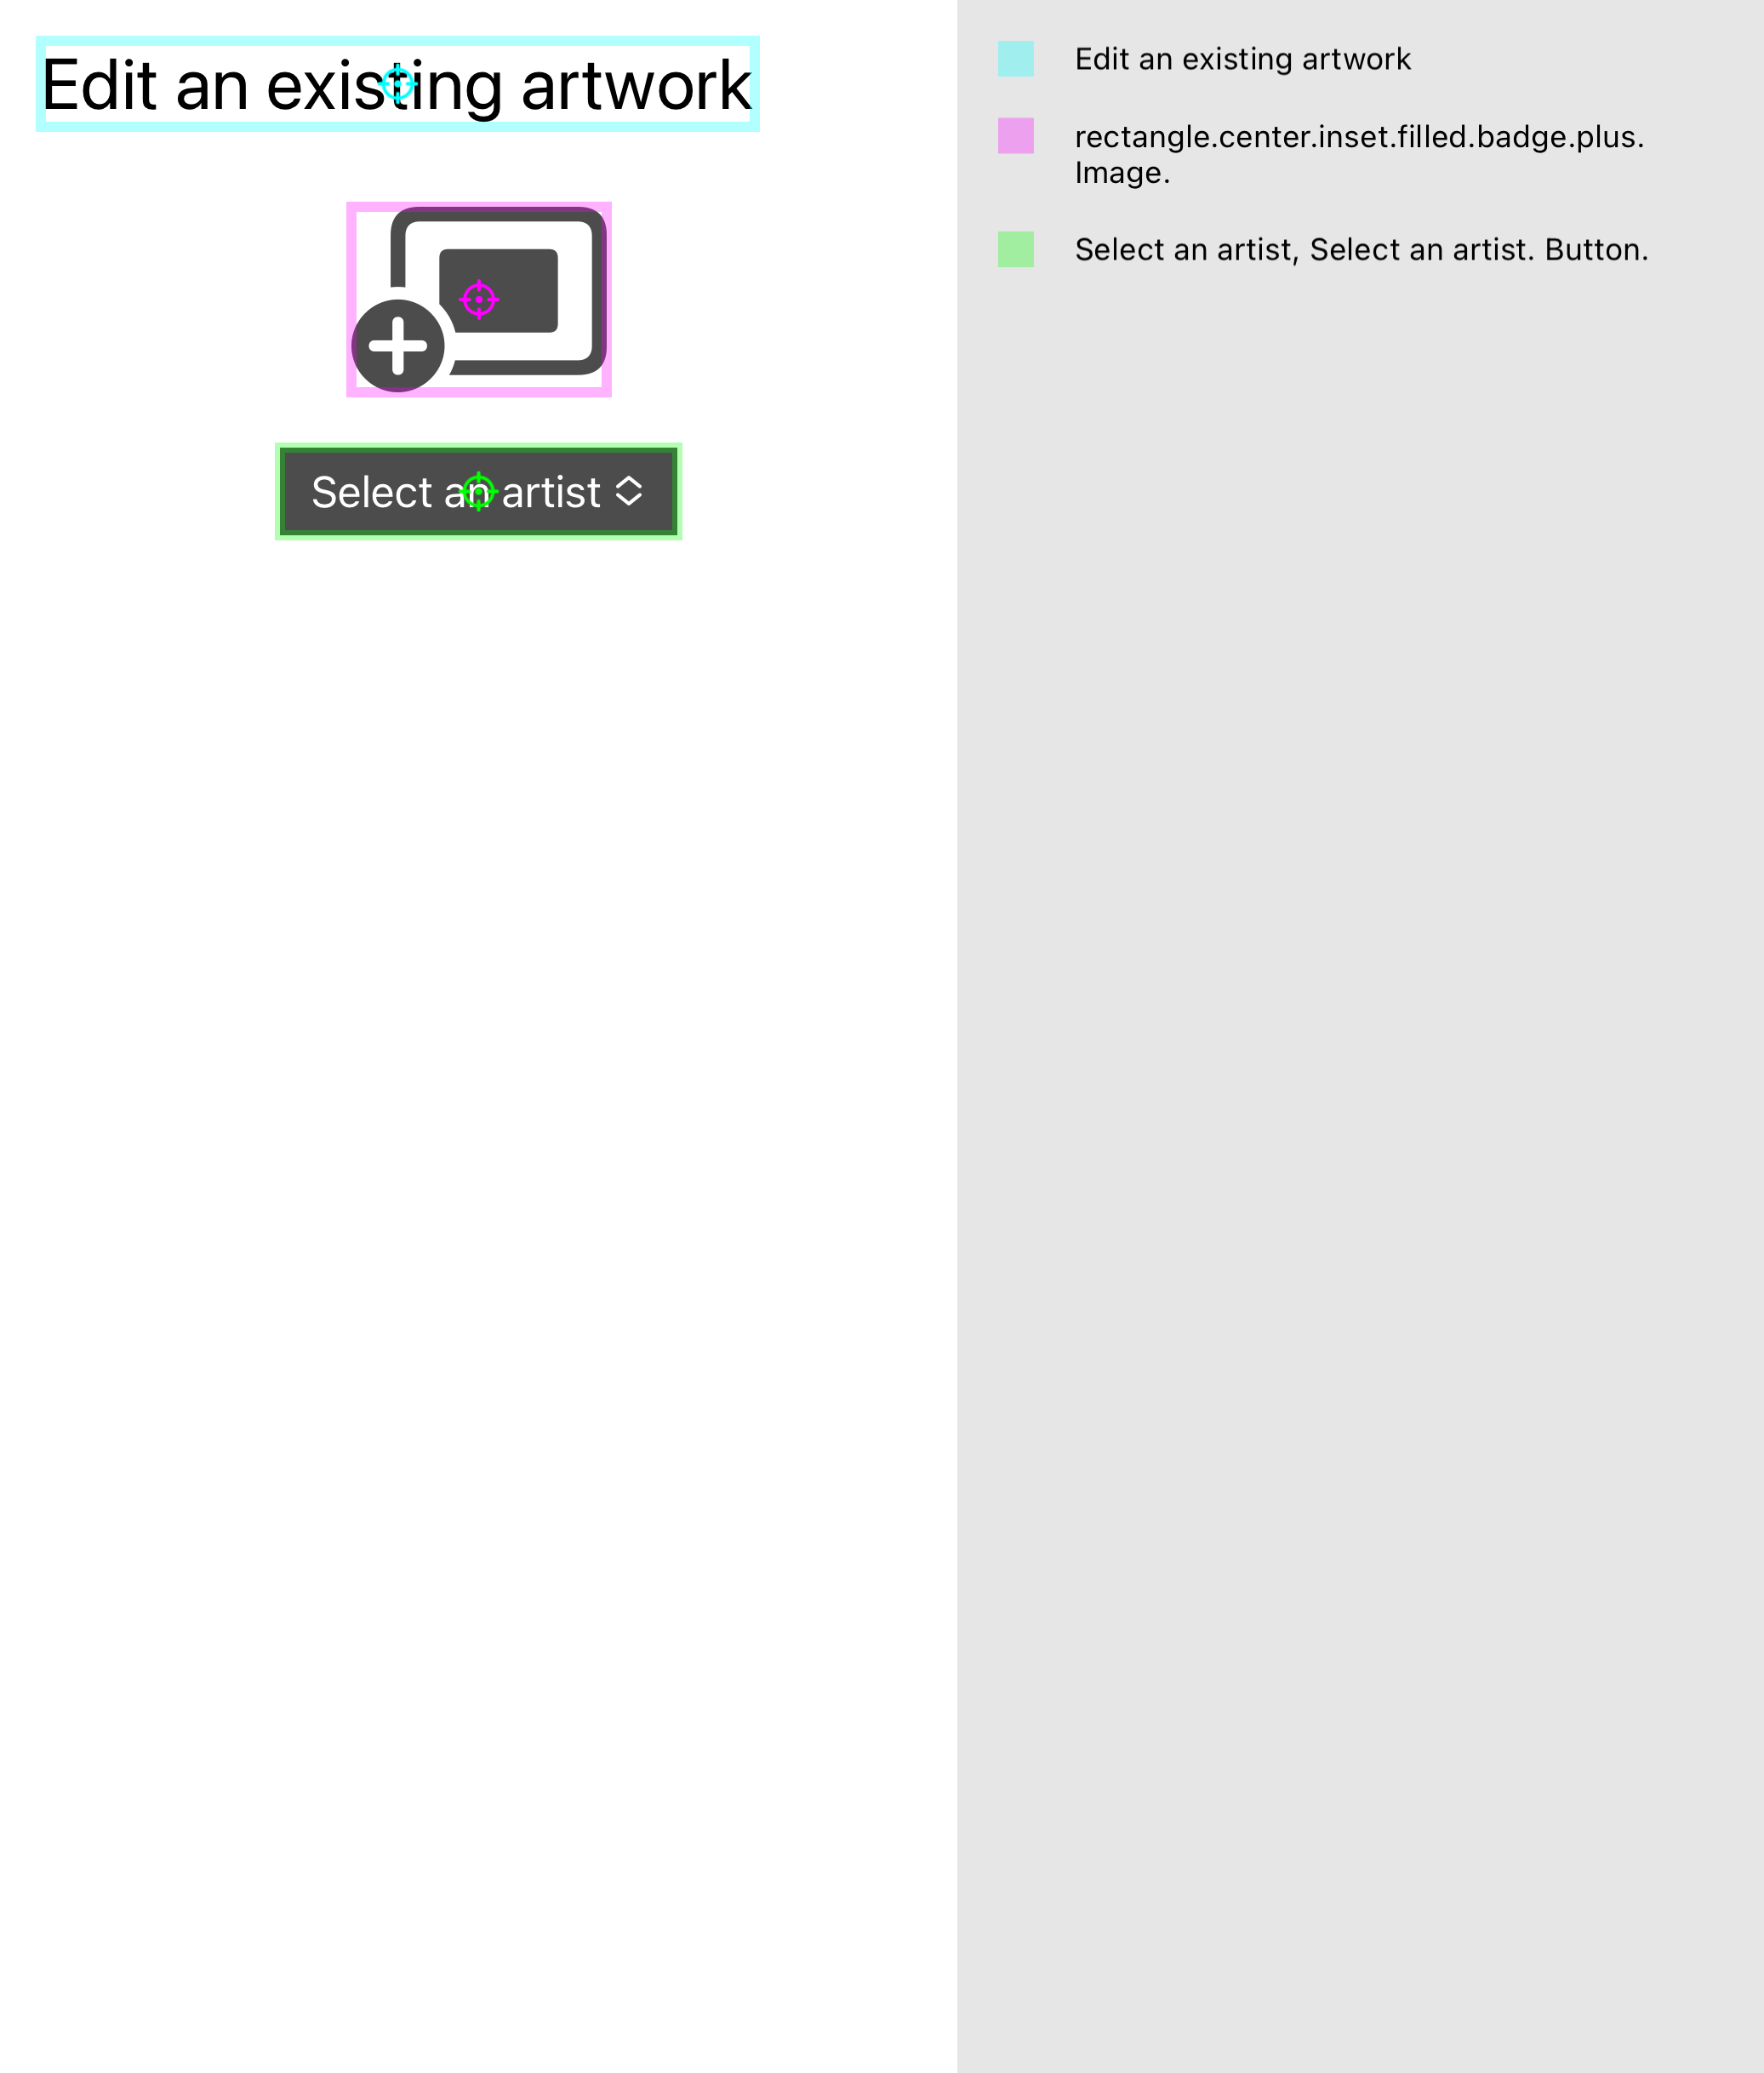 Edit an existing artwork
Select an artist
Edit an existing artwork
rectangle.center.inset.filled.badge.plus.
Image.
Select an artist, Select an artist. Button.